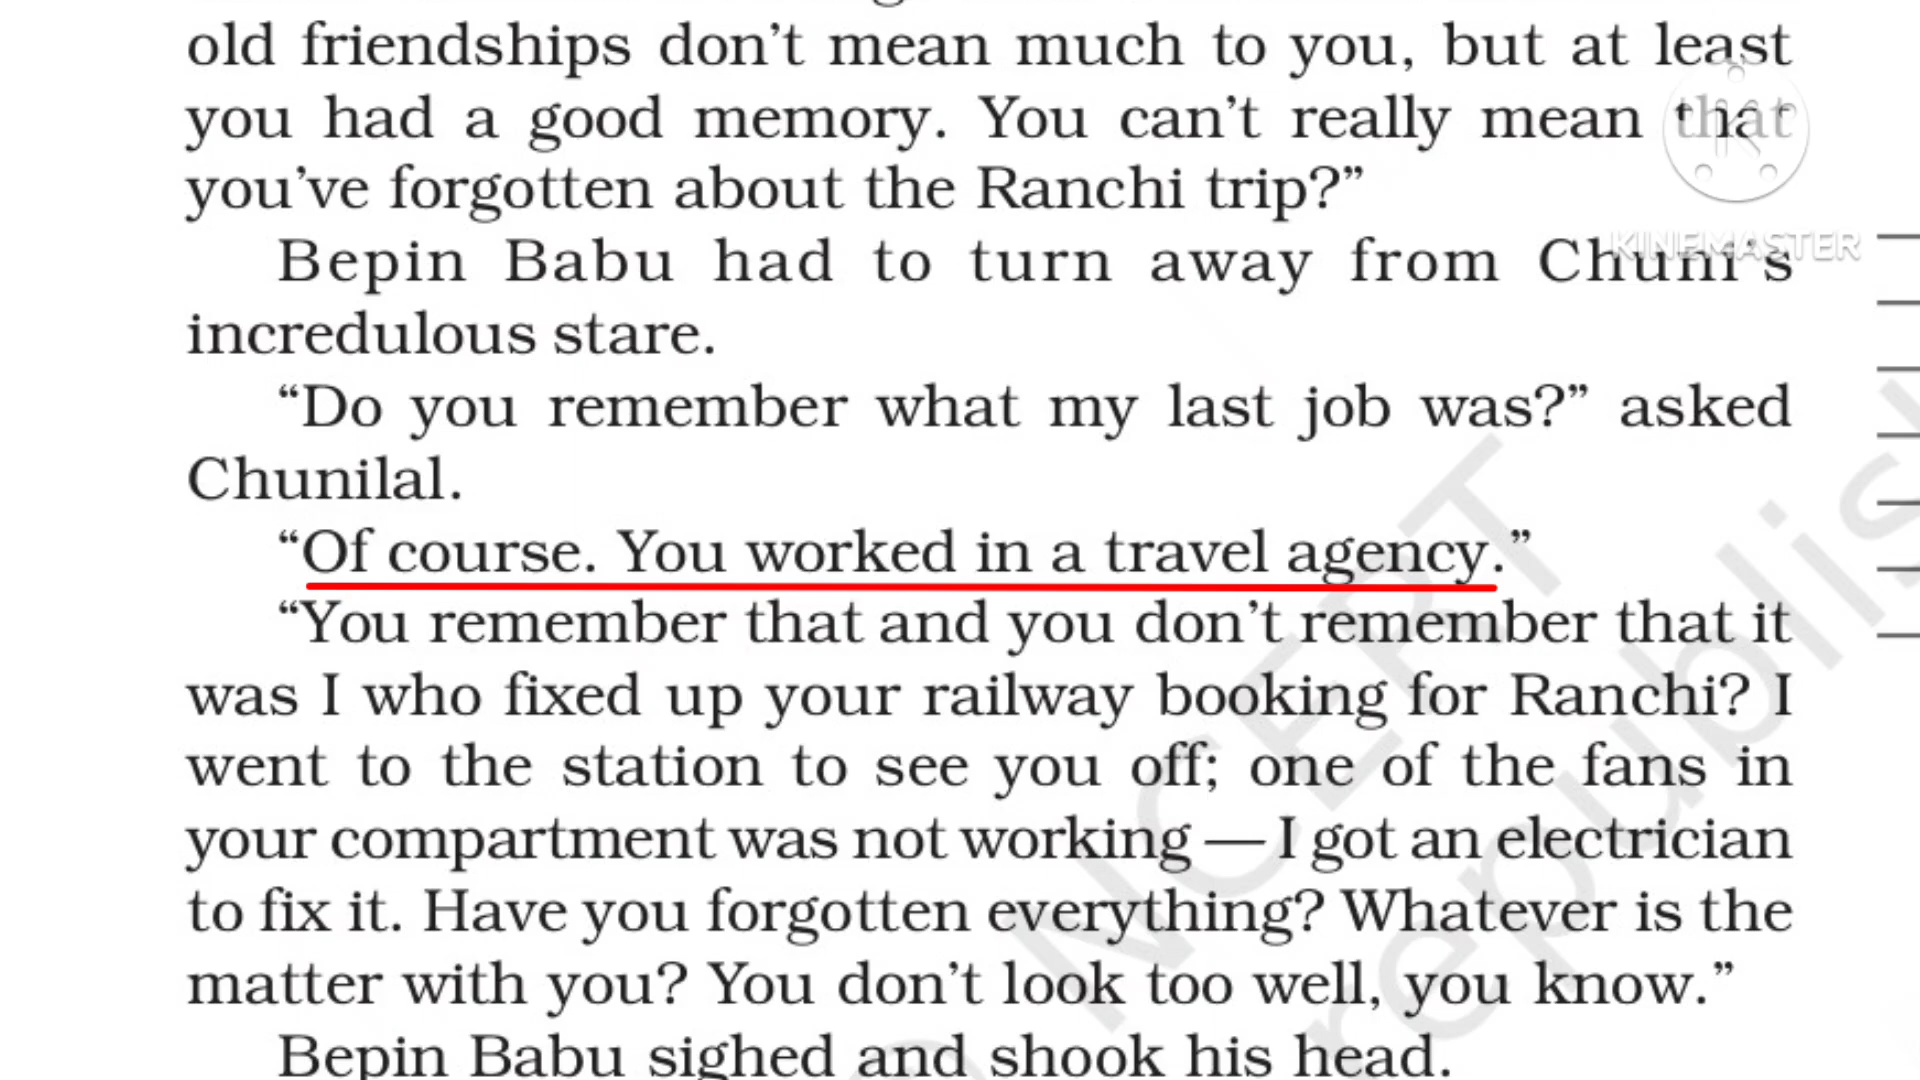 old friendships don’t mean much to you, but at least
you had a good memory. You can’t really mean that
you’ve forgotten about the Ranchi trip?”
Bepin Babu had to turn away from Chuni’s
incredulous stare.
“Do you remember what my last job was?” asked
Chunilal.
“Of course. You worked in a travel agency.”
“You remember that and you don’t remember that it
was I who fixed up your railway booking for Ranchi? I
went to the station to see you off; one of the fans in
your compartment was not working — I got an electrician
to fix it. Have you forgotten everything? Whatever is the
matter with you? You don’t look too well, you know.”
Bepin Babu sighed and shook his head.
KINEMASTER
NCERT
republish